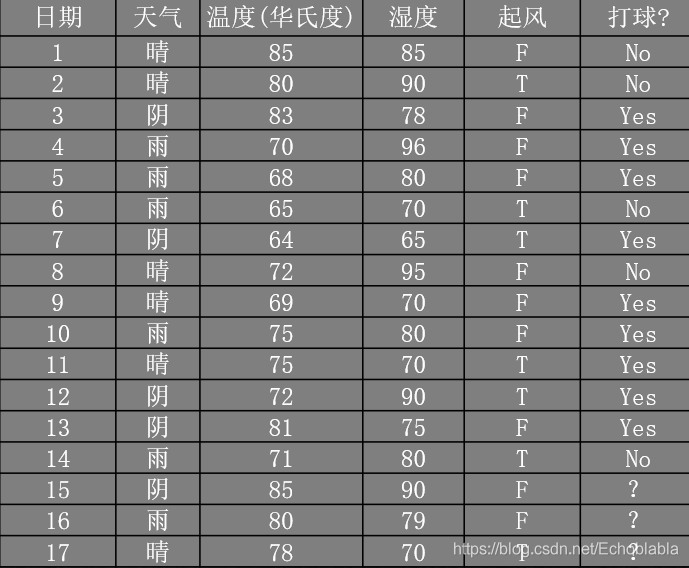 日期 天气 温度(华氏度) 湿度 起风 打球?
1 晴 85 85 F No
2 晴 80 90 T No
3 阴 83 78 F Yes
4 雨 70 96 F Yes
5 雨 68 80 F Yes
6 雨 65 70 T No
7 阴 64 65 T Yes
8 晴 72 95 F No
9 晴 69 70 F Yes
10 雨 75 80 F Yes
11 晴 75 70 T Yes
12 阴 72 90 T Yes
13 阴 81 75 F Yes
14 雨 71 80 T No
15 阴 85 90 F ?
16 雨 80 79 F ?
17 晴 78 70 T ?
https://blog.csdn.net/Echoblabla